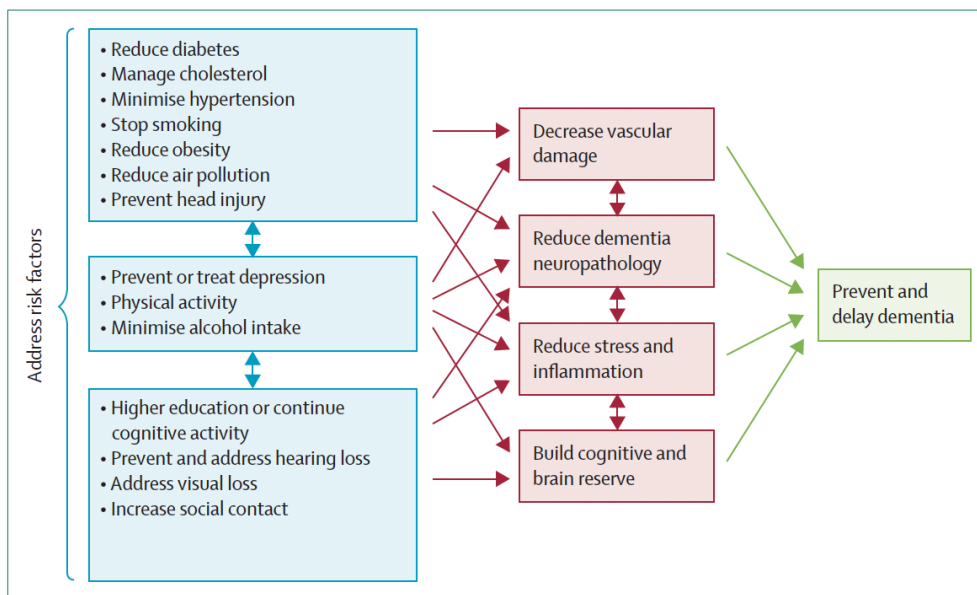 Address risk factors
• Reduce diabetes
• Manage cholesterol
• Minimise hypertension
• Stop smoking
• Reduce obesity
• Reduce air pollution
• Prevent head injury
• Prevent or treat depression
• Physical activity
• Minimise alcohol intake
• Higher education or continue
cognitive activity
• Prevent and address hearing loss
• Address visual loss
• Increase social contact
Decrease vascular
damage
Reduce dementia
neuropathology
Reduce stress and
inflammation
Build cognitive and
brain reserve
Prevent and
delay dementia